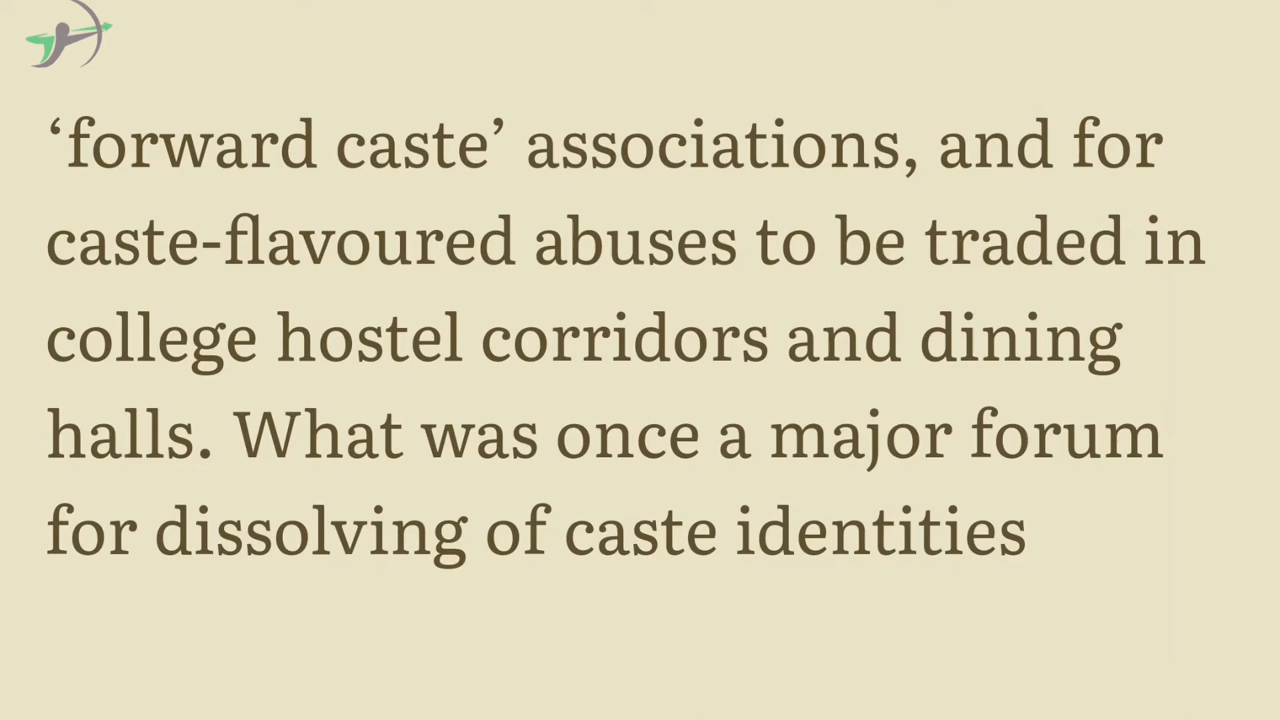 ‘forward caste’ associations, and for
caste-flavoured abuses to be traded in
college hostel corridors and dining
halls. What was once a major forum
for dissolving of caste identities